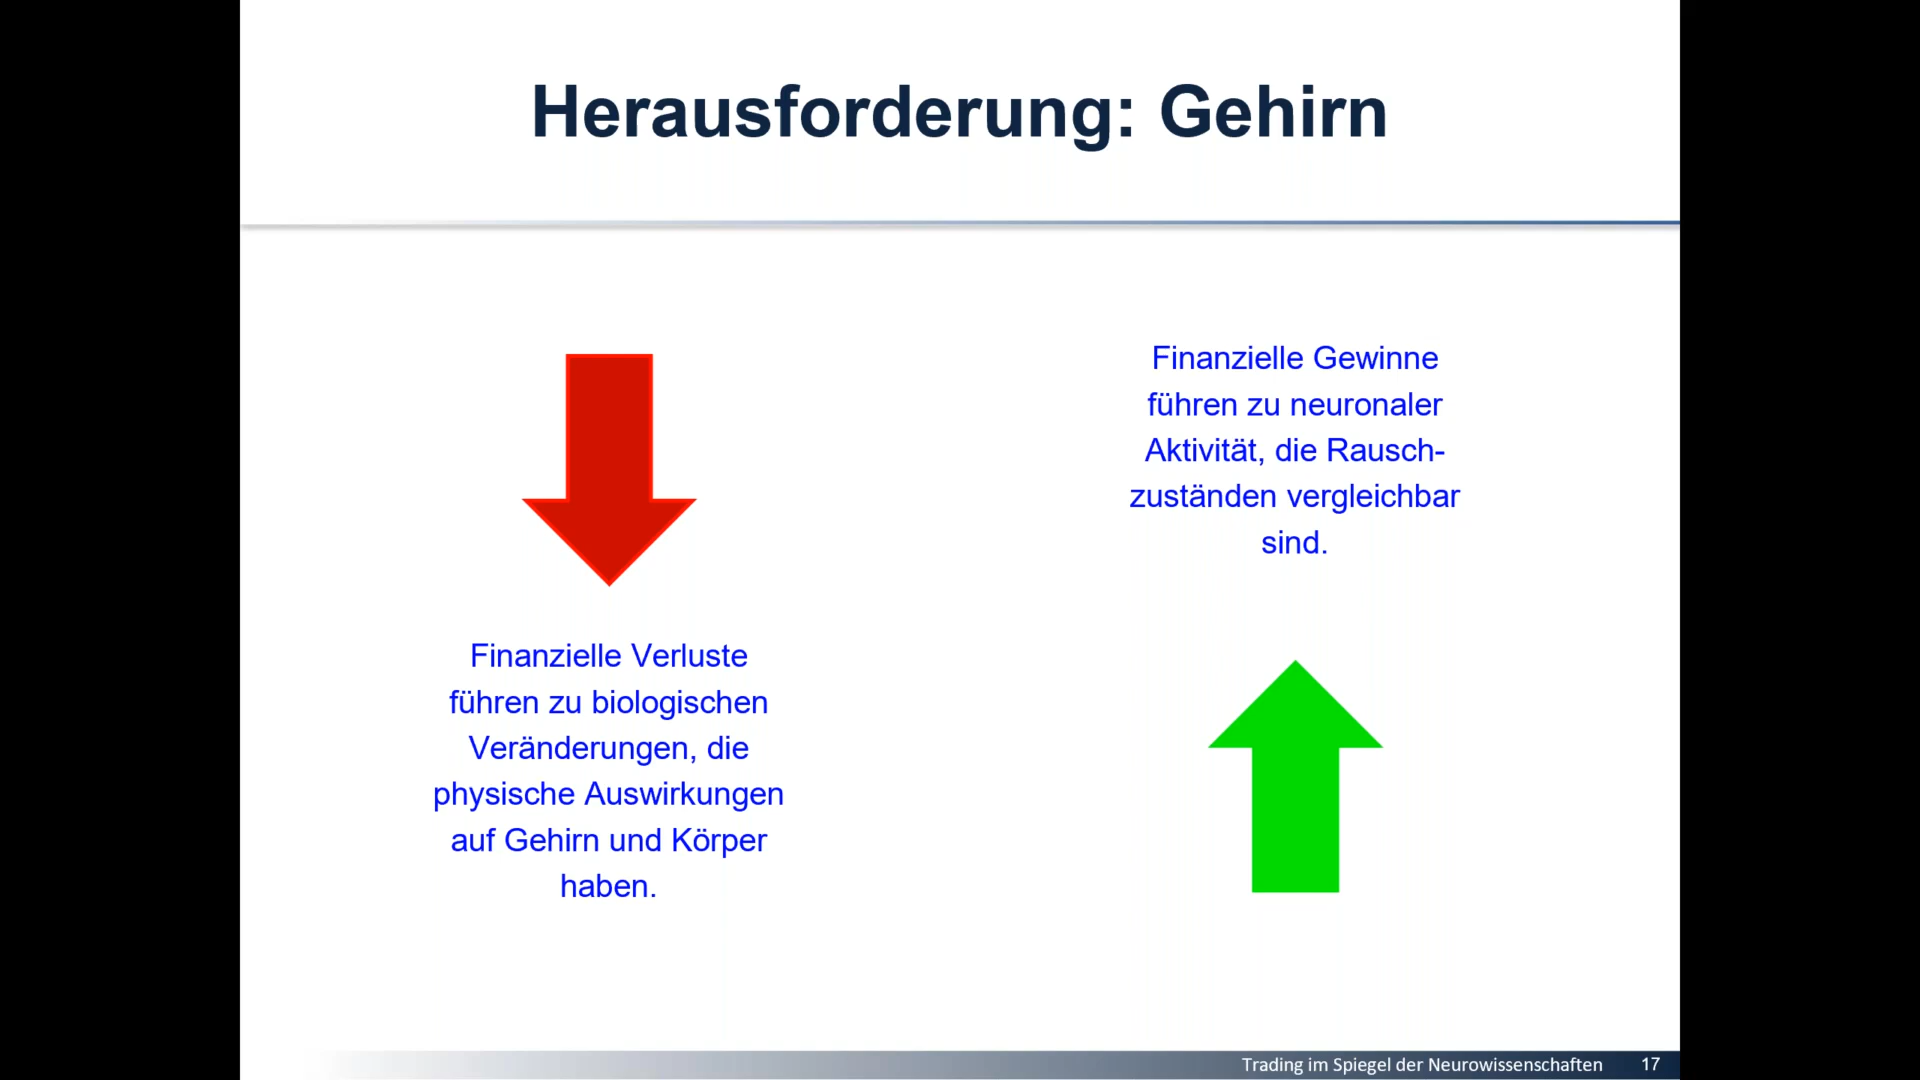 Herausforderung: Gehirn
Finanzielle Verluste
führen zu biologischen
Veränderungen, die
physische Auswirkungen
auf Gehirn und Körper
haben.
Finanzielle Gewinne
führen zu neuronaler
Aktivität, die Rausch-
zuständen vergleichbar
sind.
Trading im Spiegel der Neurowissenschaften 17